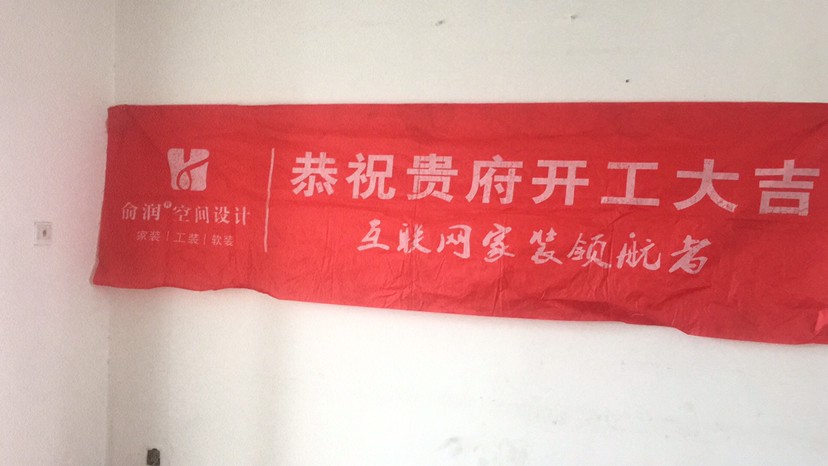 俞润®空间设计
家装|工装|软装
恭祝贵府开工大吉
互联网家装领航者